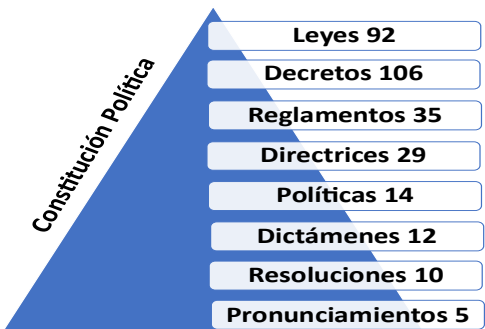 Constitución Política
Leyes 92
Decretos 106
Reglamentos 35
Directrices 29
Políticas 14
Dictámenes 12
Resoluciones 10
Pronunciamientos 5